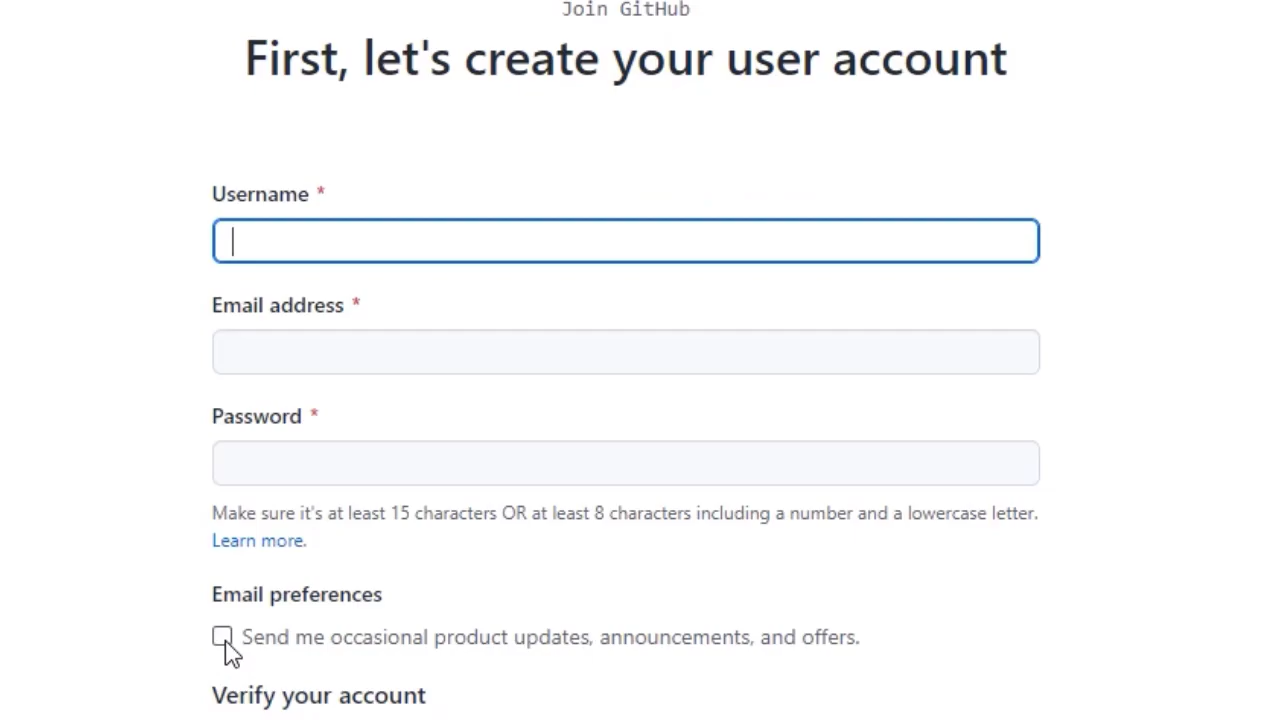 Join GitHub
First, let's create your user account
Username *
Email address *
Password *
Make sure it's at least 15 characters OR at least 8 characters including a number and a lowercase letter.
Learn more.
Email preferences
Send me occasional product updates, announcements, and offers.
Verify your account